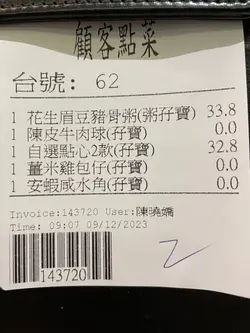 顧客點菜
台號: 62
1 花生眉豆豬骨粥(粥孖寶) 33.8
1 陳皮牛肉球(孖寶) 0.0
1 自選點心2款(孖寶) 32.8
1 薑米雞包仔(孖寶) 0.0
1 安蝦咸水角(孖寶) 0.0
Invoice:143720 User:陳曉嬌
Time: 09:07 09/12/2023
143720